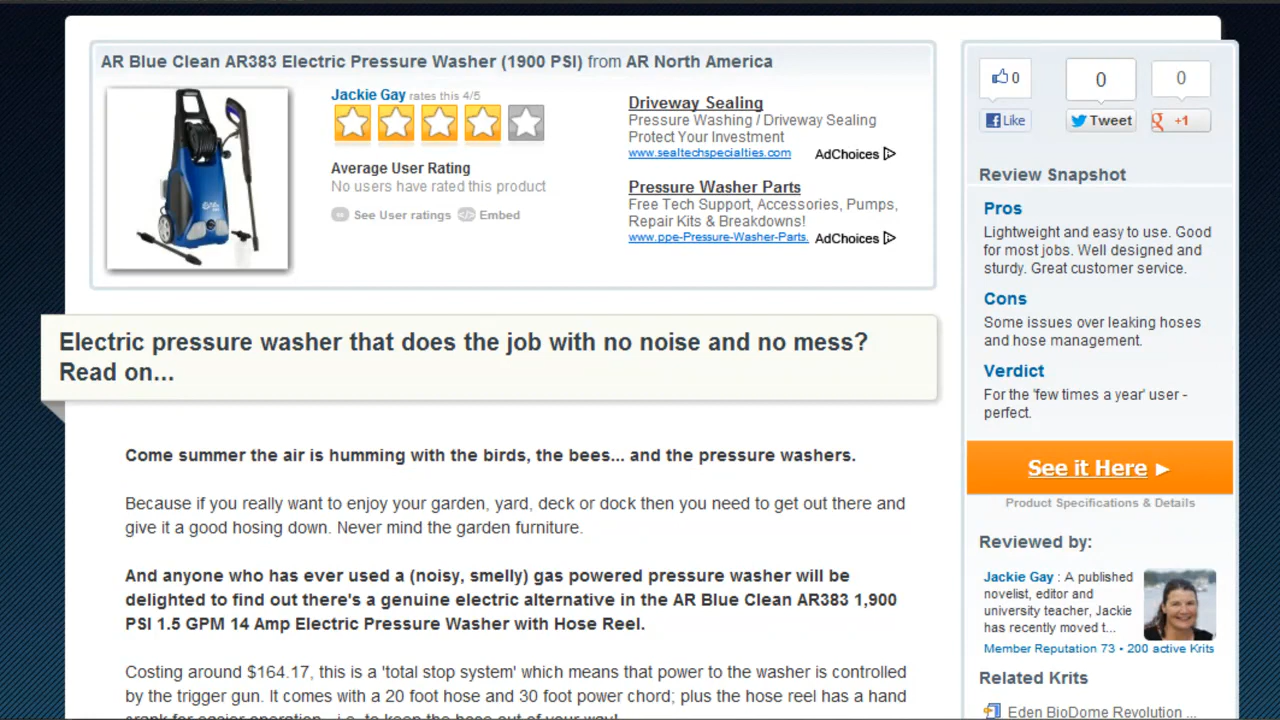 AR Blue Clean AR383 Electric Pressure Washer (1900 PSI) from AR North America
Jackie Gay rates this 4/5
Average User Rating
No users have rated this product
See User ratings Embed
Driveway Sealing
Pressure Washing / Driveway Sealing
Protect Your Investment
www.sealtechspecialties.com AdChoices
Pressure Washer Parts
Free Tech Support, Accessories, Pumps,
Repair Kits & Breakdowns!
www.ppe-Pressure-Washer-Parts. AdChoices
0 0 0
Like Tweet +1
Review Snapshot
Pros
Lightweight and easy to use. Good
for most jobs. Well designed and
sturdy. Great customer service.
Cons
Some issues over leaking hoses
and hose management.
Verdict
For the 'few times a year' user -
perfect.
See it Here ►
Product Specifications & Details
Reviewed by:
Jackie Gay : A published
novelist, editor and
university teacher, Jackie
has recently moved t...
Member Reputation 73 • 200 active Krits
Related Krits
Eden BioDome Revolution ...
Electric pressure washer that does the job with no noise and no mess?
Read on...
Come summer the air is humming with the birds, the bees... and the pressure washers.
Because if you really want to enjoy your garden, yard, deck or dock then you need to get out there and
give it a good hosing down. Never mind the garden furniture.
And anyone who has ever used a (noisy, smelly) gas powered pressure washer will be
delighted to find out there's a genuine electric alternative in the AR Blue Clean AR383 1,900
PSI 1.5 GPM 14 Amp Electric Pressure Washer with Hose Reel.
Costing around $164.17, this is a 'total stop system' which means that power to the washer is controlled
by the trigger gun. It comes with a 20 foot hose and 30 foot power chord; plus the hose reel has a hand
crank for easier operation - i.e. to keep the hose out of your way!